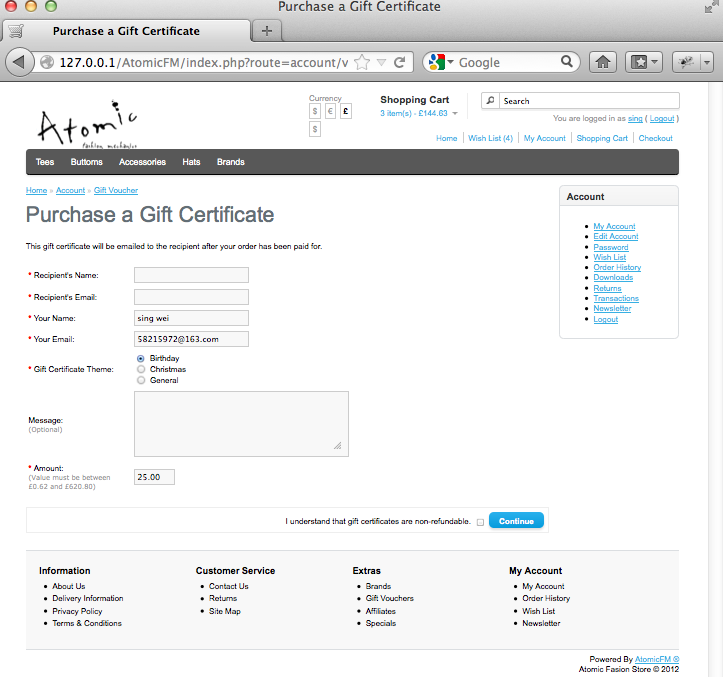 Purchase a Gift Certificate
Purchase a Gift Certificate
127.0.0.1/AtomicFM/index.php?route=account/v
Google
Atomic
fashion mechanics
Currency
$ € £
$
Shopping Cart
3 item(s) - £144.63
Search
You are logged in as sing ( Logout )
Home Wish List (4) My Account Shopping Cart Checkout
Tees Buttoms Accessories Hats Brands
Home » Account » Gift Voucher
Purchase a Gift Certificate
This gift certificate will be emailed to the recipient after your order has been paid for.
* Recipient's Name:
* Recipient's Email:
* Your Name: sing wei
* Your Email: 58215972@163.com
* Gift Certificate Theme:
Birthday
Christmas
General
Message:
(Optional)
* Amount:
(Value must be between
£0.62 and £620.80)
25.00
I understand that gift certificates are non-refundable. Continue
Account
My Account
Edit Account
Password
Wish List
Order History
Downloads
Returns
Transactions
Newsletter
Logout
Information
About Us
Delivery Information
Privacy Policy
Terms & Conditions
Customer Service
Contact Us
Returns
Site Map
Extras
Brands
Gift Vouchers
Affiliates
Specials
My Account
My Account
Order History
Wish List
Newsletter
Powered By AtomicFM ®
Atomic Fasion Store © 2012